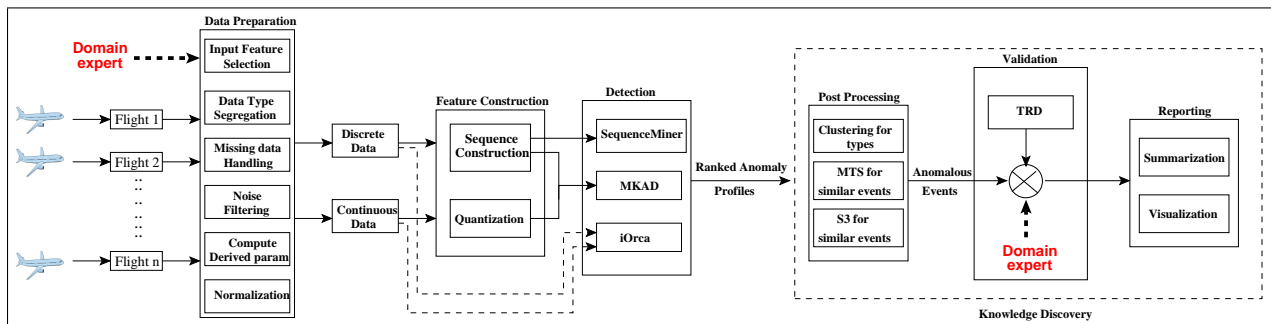 Data Preparation
Domain
expert
Input Feature
Selection
Flight 1
Flight 2
Flight n
Data Type
Segregation
Missing data
Handling
Noise
Filtering
Compute
Derived param
Normalization
Discrete
Data
Continuous
Data
Feature Construction
Sequence
Construction
Quantization
Detection
SequenceMiner
MKAD
iOrca
Ranked Anomaly
Profiles
Post Processing
Clustering for
types
MTS for
similar events
S3 for
similar events
Anomalous
Events
Validation
TRD
Domain
expert
Reporting
Summarization
Visualization
Knowledge Discovery